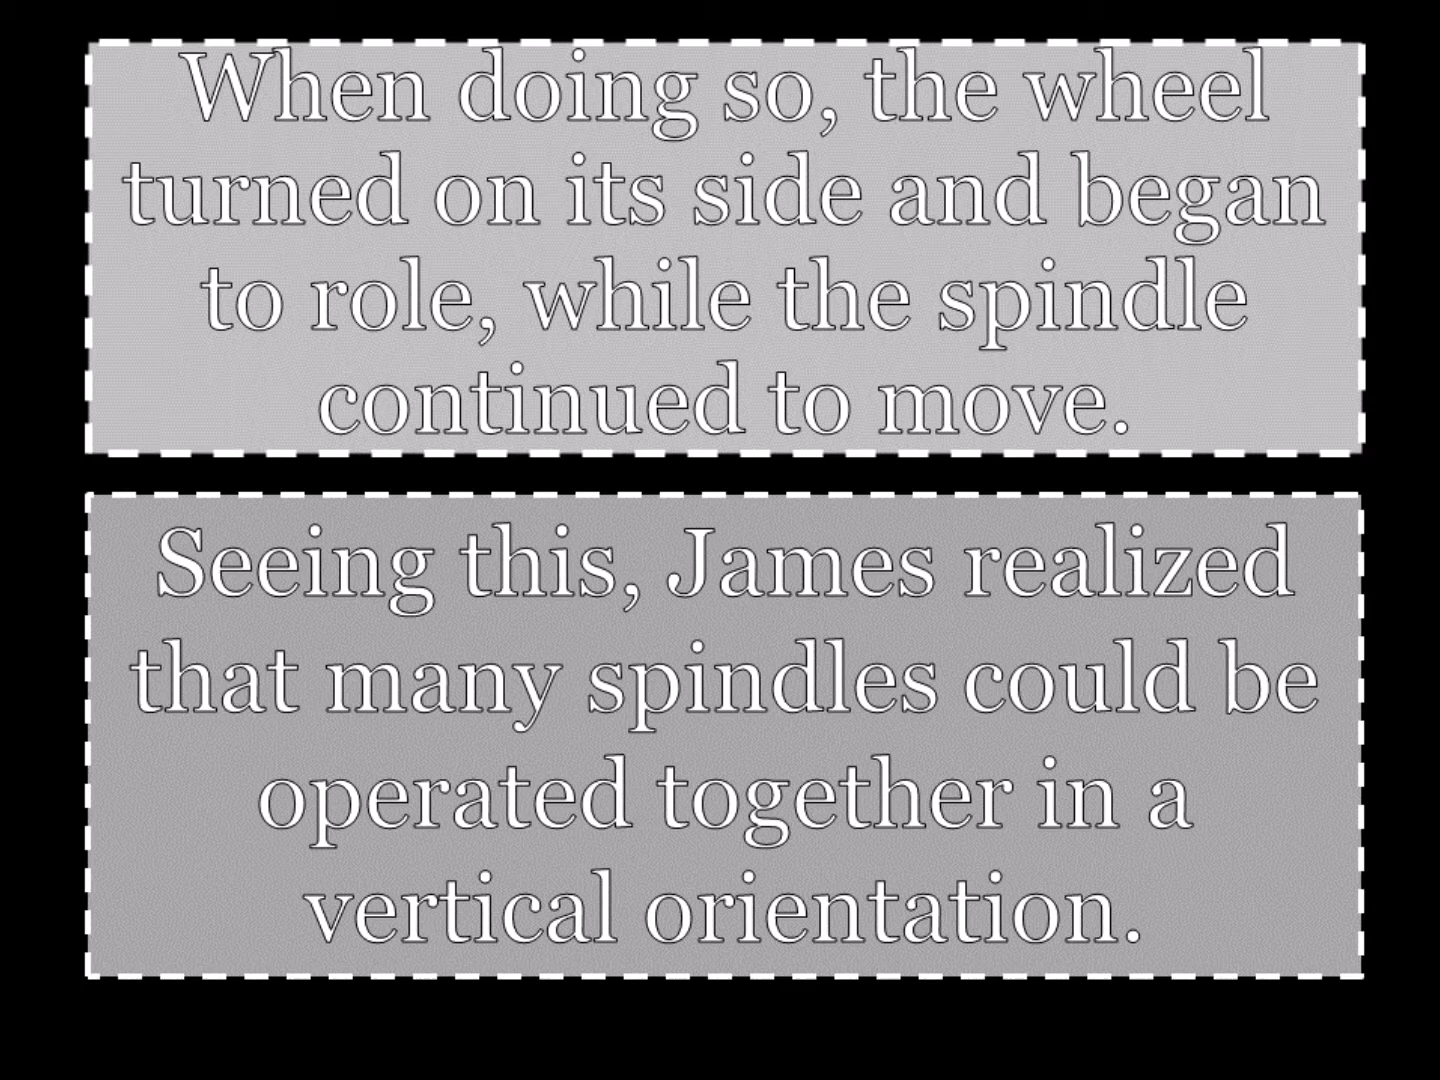 When doing so, the wheel
turned on its side and began
to role, while the spindle
continued to move.
Seeing this, James realized
that many spindles could be
operated together in a
vertical orientation.